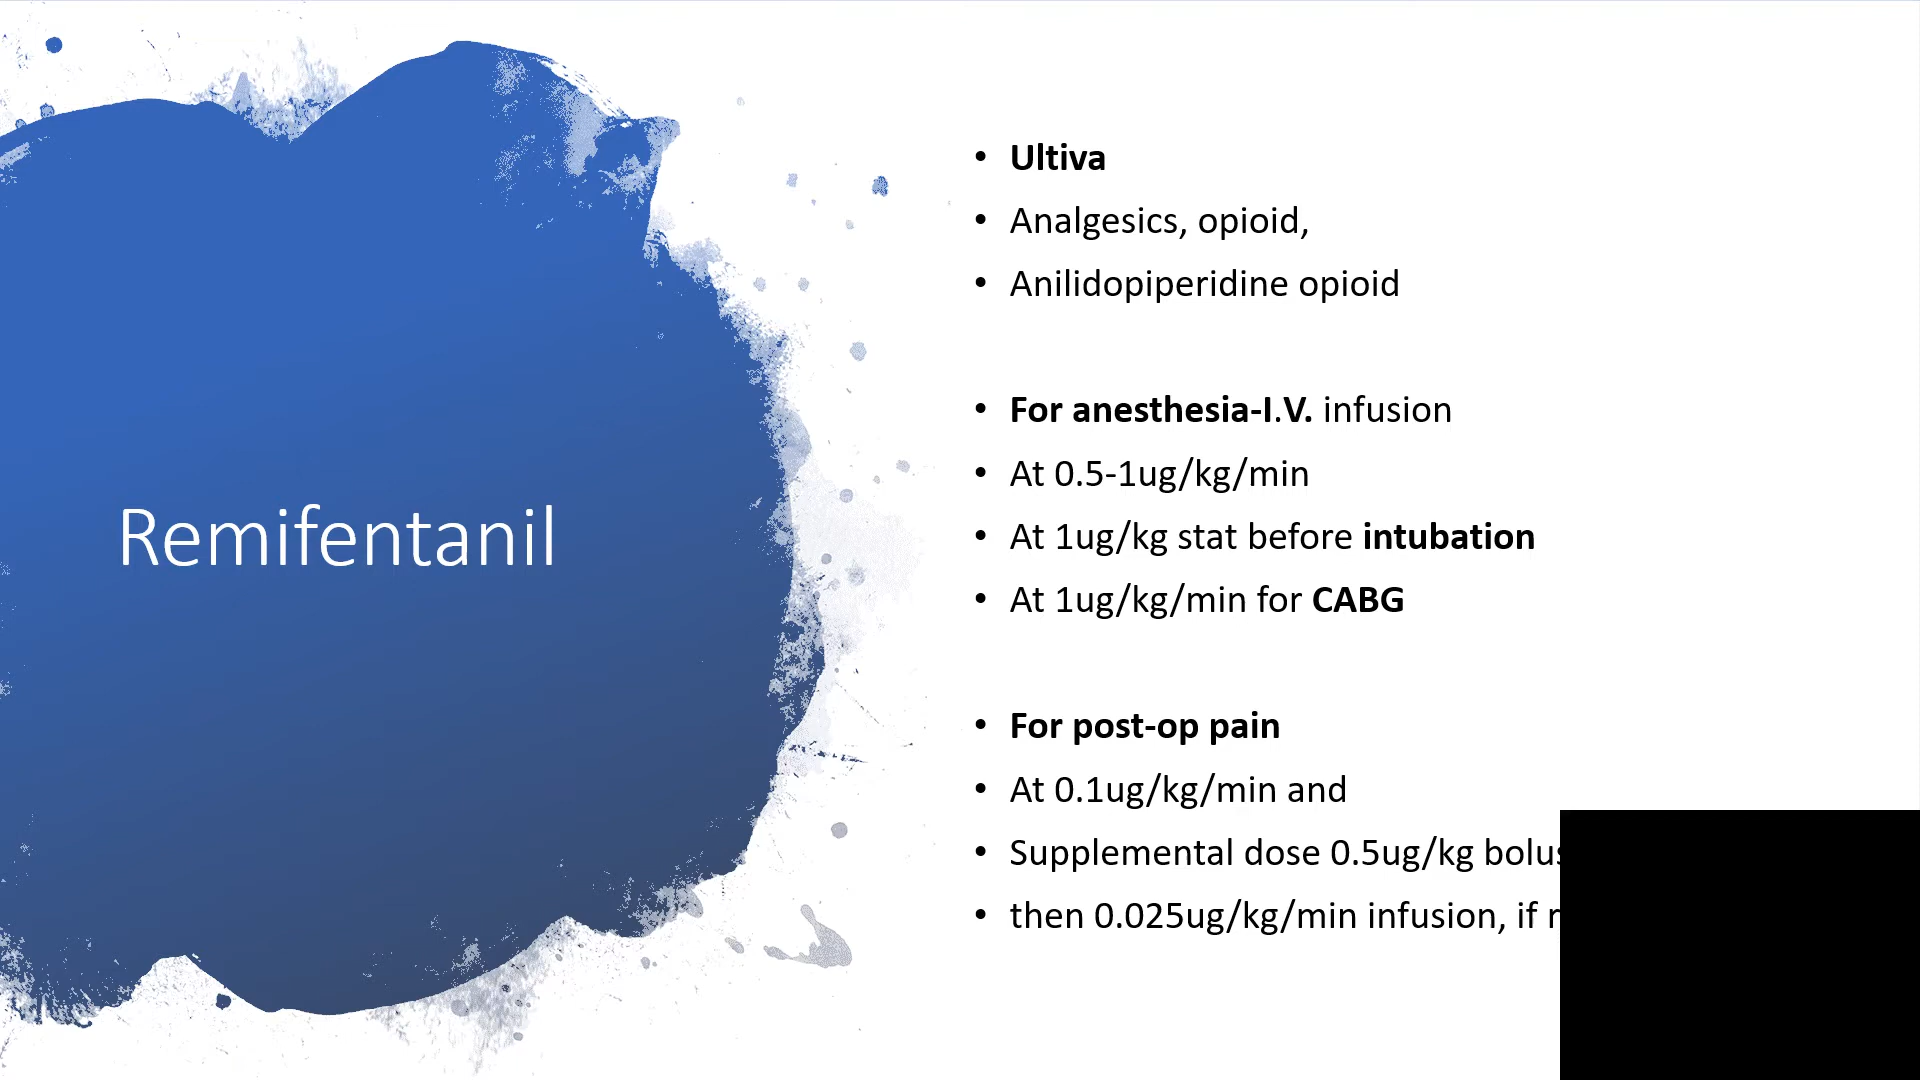 Remifentanil
• Ultiva
• Analgesics, opioid,
• Anilidopiperidine opioid
• For anesthesia-I.V. infusion
• At 0.5-1ug/kg/min
• At 1ug/kg stat before intubation
• At 1ug/kg/min for CABG
• For post-op pain
• At 0.1ug/kg/min and
• Supplemental dose 0.5ug/kg bolus
• then 0.025ug/kg/min infusion, if